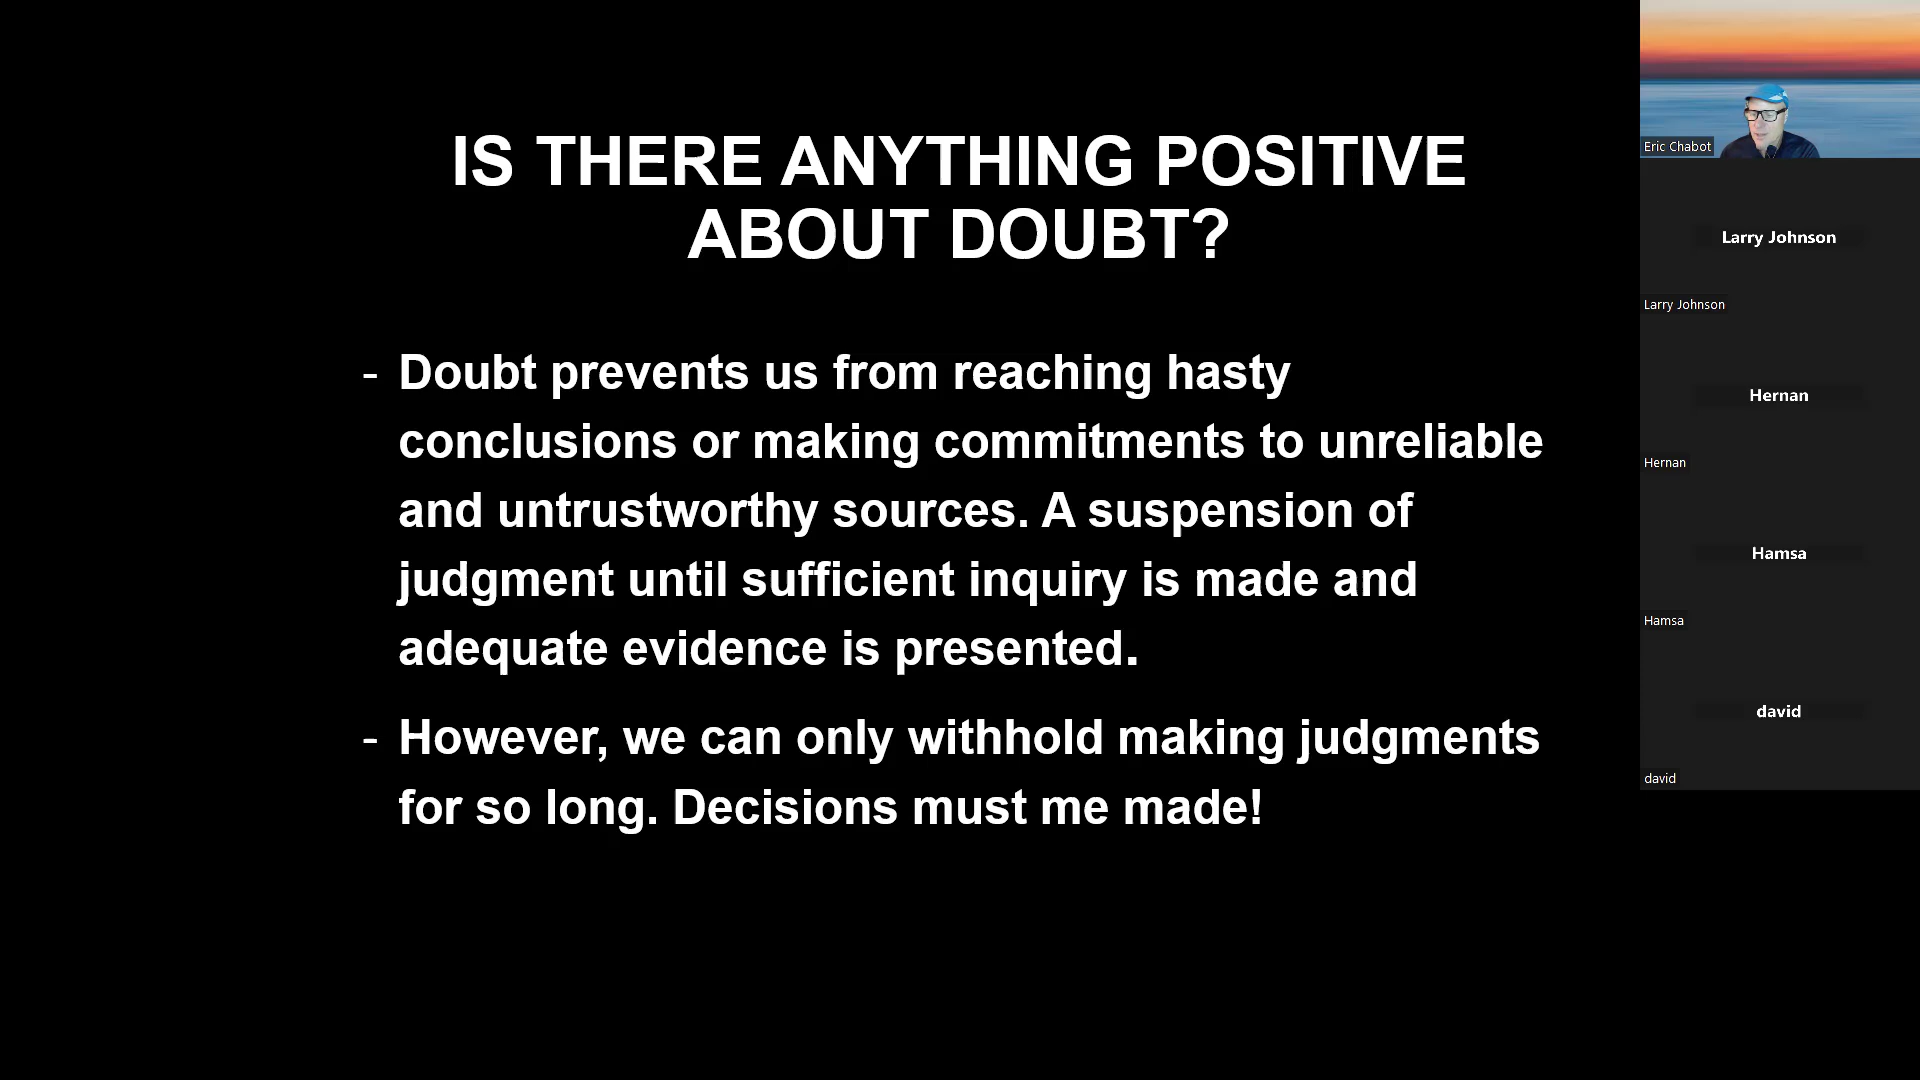 IS THERE ANYTHING POSITIVE
ABOUT DOUBT?
- Doubt prevents us from reaching hasty
conclusions or making commitments to unreliable
and untrustworthy sources. A suspension of
judgment until sufficient inquiry is made and
adequate evidence is presented.
- However, we can only withhold making judgments
for so long. Decisions must me made!
Eric Chabot
Larry Johnson
Larry Johnson
Hernan
Hernan
Hamsa
Hamsa
david
david